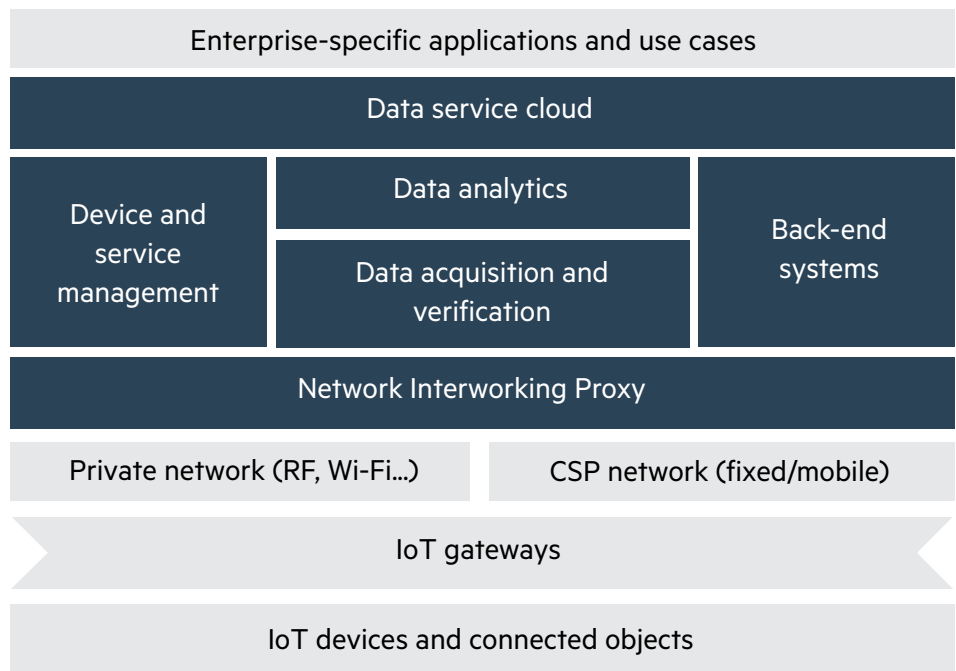 Enterprise-specific applications and use cases
Data service cloud
Device and
service
management
Data analytics
Data acquisition and
verification
Back-end
systems
Network Interworking Proxy
Private network (RF, Wi-Fi...)
CSP network (fixed/mobile)
IoT gateways
IoT devices and connected objects